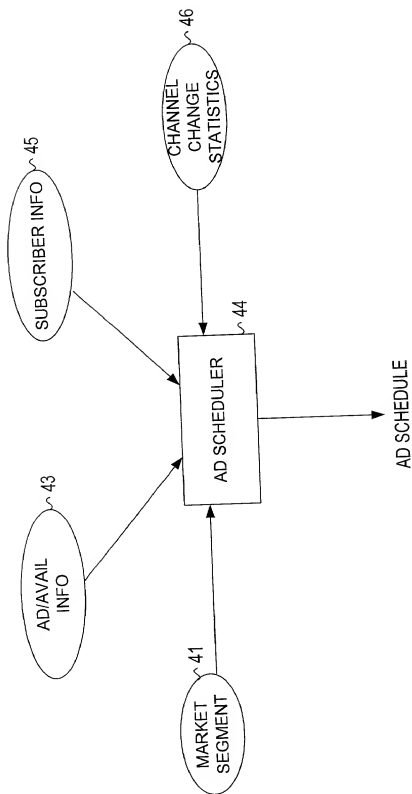 43
AD/AVAIL
INFO
45
SUBSCRIBER INFO
41
MARKET
SEGMENT
AD SCHEDULER
44
46
CHANNEL
CHANGE
STATISTICS
AD SCHEDULE